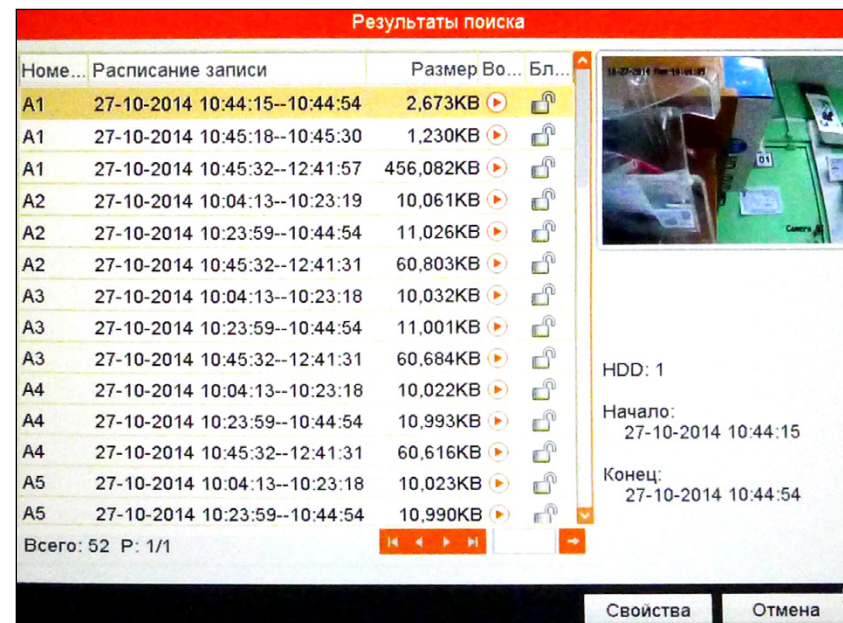 Результаты поиска
Номе... Расписание записи Размер Во... Бл...
A1 27-10-2014 10:44:15--10:44:54 2,673KB
A1 27-10-2014 10:45:18--10:45:30 1,230KB
A1 27-10-2014 10:45:32--12:41:57 456,082KB
A2 27-10-2014 10:04:13--10:23:19 10,061KB
A2 27-10-2014 10:23:59--10:44:54 11,026KB
A2 27-10-2014 10:45:32--12:41:31 60,803KB
A3 27-10-2014 10:04:13--10:23:18 10,032KB
A3 27-10-2014 10:23:59--10:44:54 11,001KB
A3 27-10-2014 10:45:32--12:41:31 60,684KB
A4 27-10-2014 10:04:13--10:23:18 10,022KB
A4 27-10-2014 10:23:59--10:44:54 10,993KB
A4 27-10-2014 10:45:32--12:41:31 60,616KB
A5 27-10-2014 10:04:13--10:23:18 10,023KB
A5 27-10-2014 10:23:59--10:44:54 10,990KB
Всего: 52 P: 1/1
10-27-2014
01
Camera
HDD: 1
Начало:
27-10-2014 10:44:15
Конец:
27-10-2014 10:44:54
Свойства Отмена